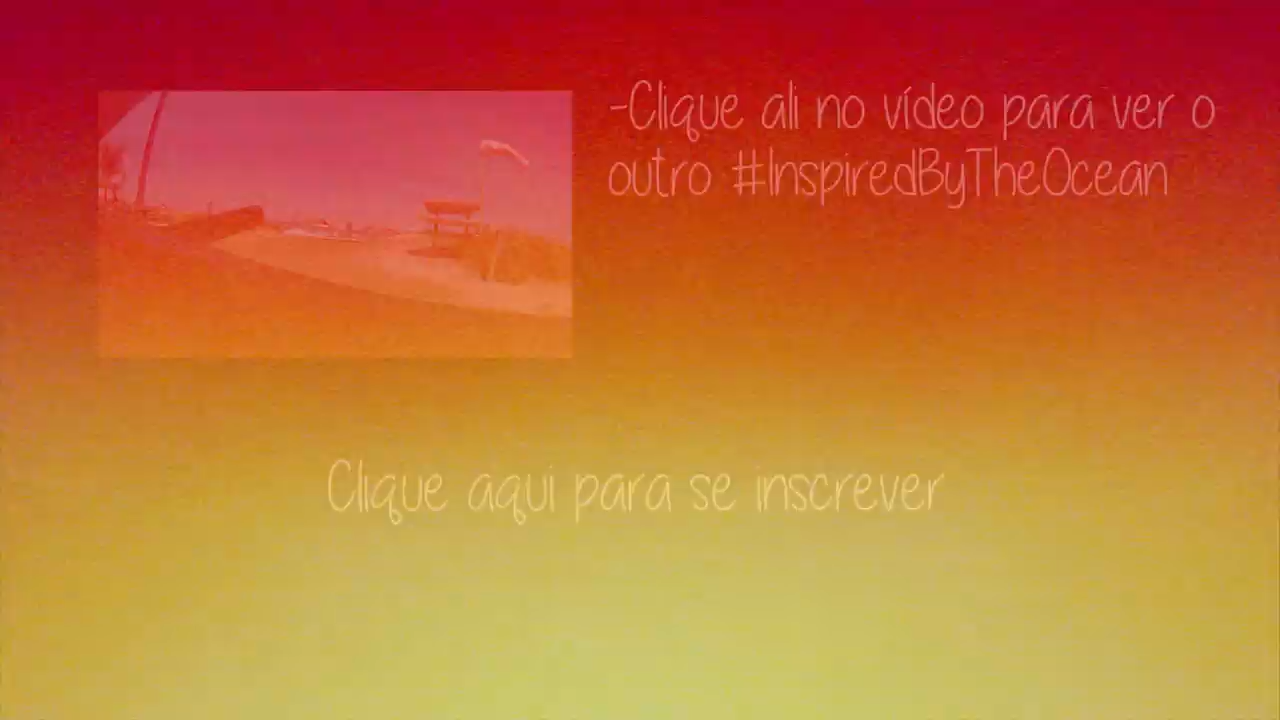 -Clique ali no vídeo para ver o
outro #InspiredByTheOcean
Clique aqui para se inscrever